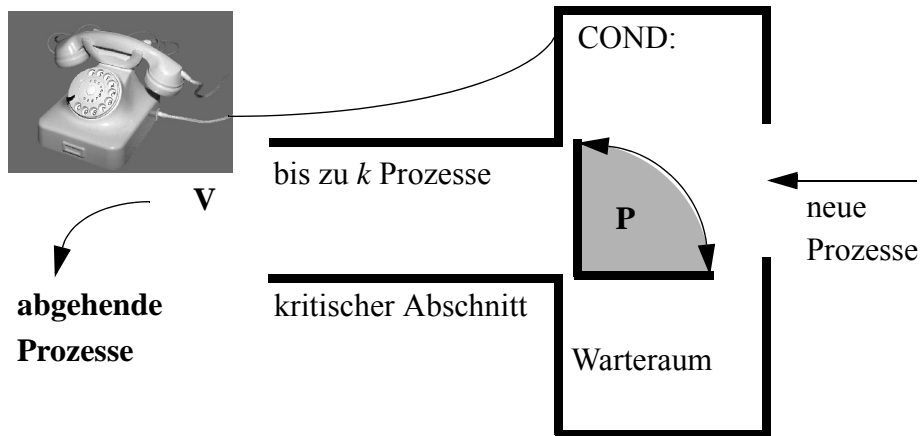 COND:
bis zu k Prozesse
V
P
neue
Prozesse
abgehende
Prozesse
kritischer Abschnitt
Warteraum